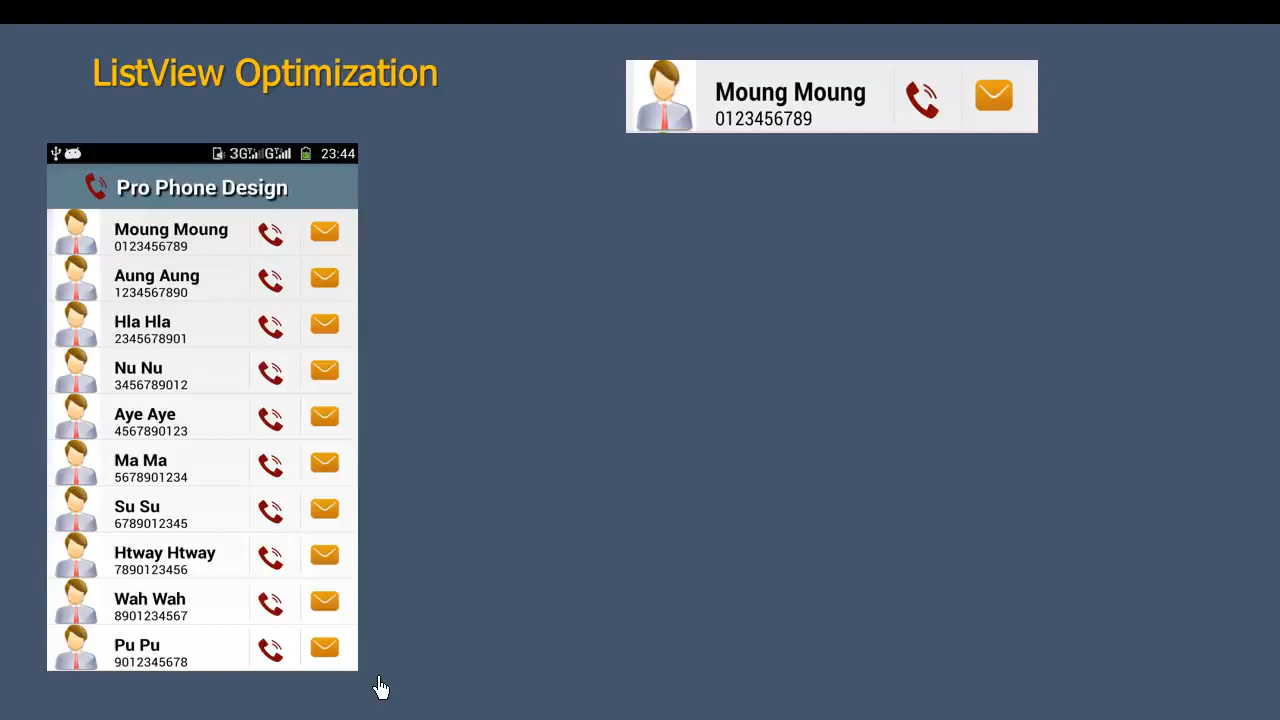 ListView Optimization
Moung Moung
0123456789
3G G 23:44
Pro Phone Design
Moung Moung
0123456789
Aung Aung
1234567890
Hla Hla
2345678901
Nu Nu
3456789012
Aye Aye
4567890123
Ma Ma
5678901234
Su Su
6789012345
Htway Htway
7890123456
Wah Wah
8901234567
Pu Pu
9012345678